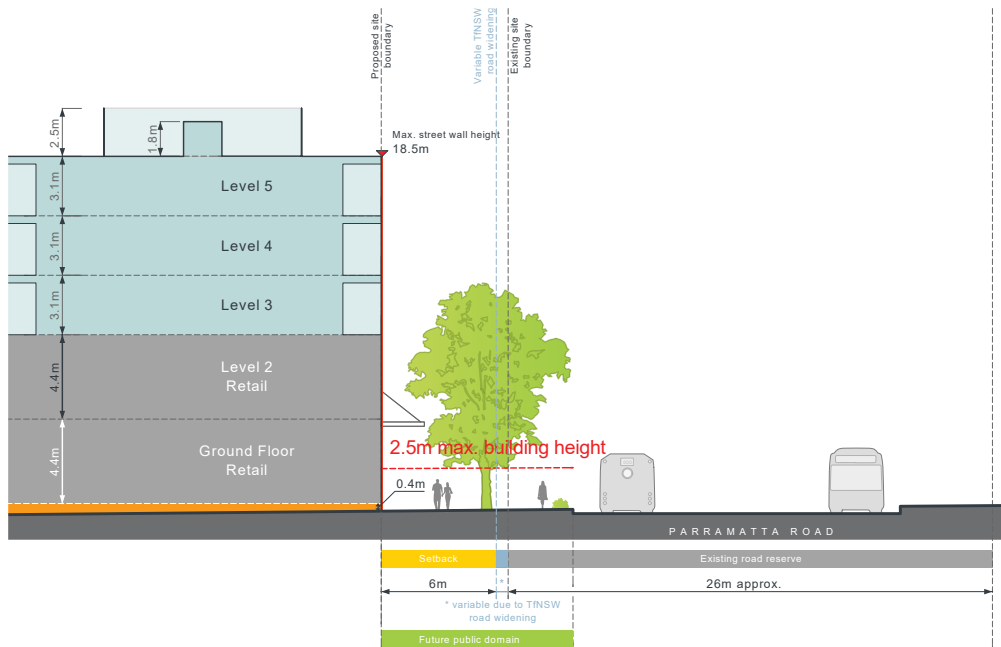 Proposed site
boundary
Variable TfNSW
road widening
Existing site
boundary
2.5m
1.8m
Max. street wall height
18.5m
3.1m
Level 5
3.1m
Level 4
3.1m
Level 3
4.4m
Level 2
Retail
4.4m
Ground Floor
Retail
2.5m max. building height
0.4m
PARRAMATTA ROAD
Setback
Existing road reserve
6m
*
26m approx.
* variable due to TfNSW
road widening
Future public domain